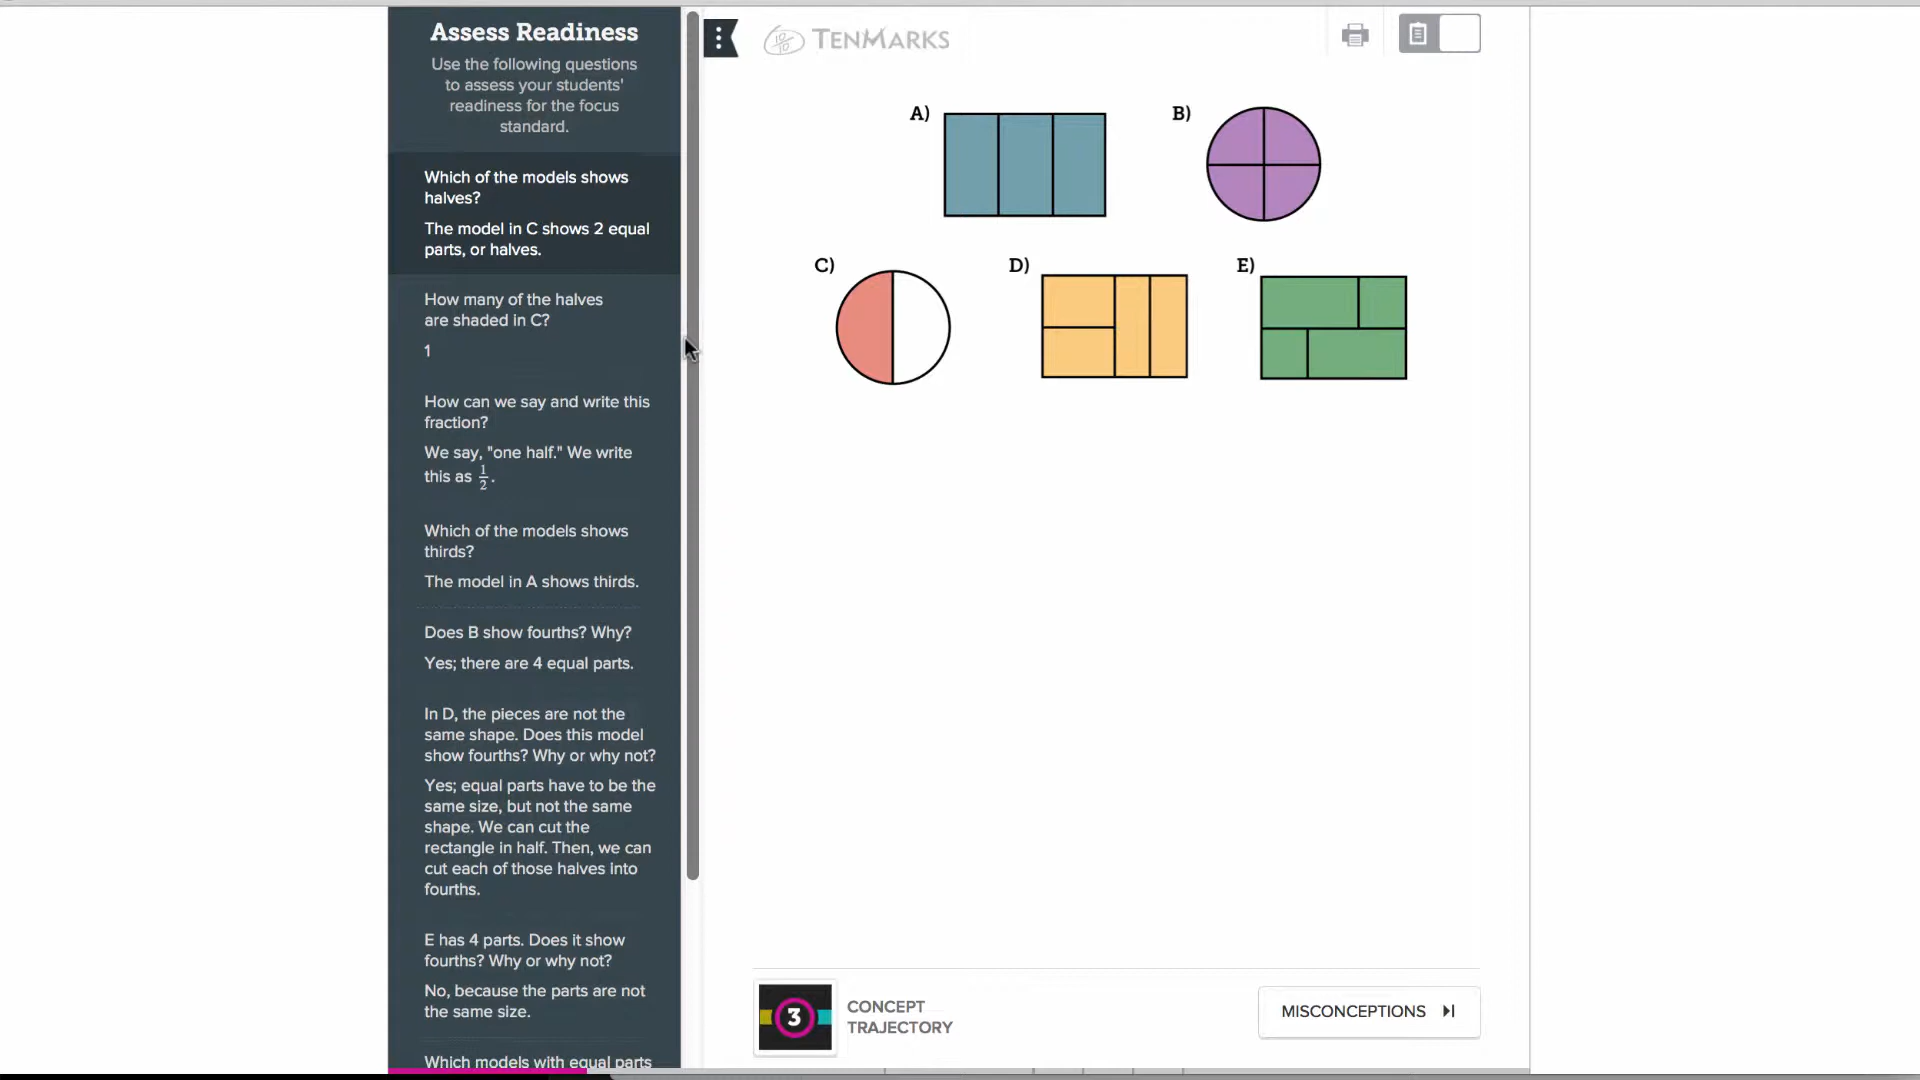 Assess Readiness
Use the following questions
to assess your students'
readiness for the focus
standard.
Which of the models shows
halves?
The model in C shows 2 equal
parts, or halves.
How many of the halves
are shaded in C?
1
How can we say and write this
fraction?
We say, "one half." We write
this as 1/2.
Which of the models shows
thirds?
The model in A shows thirds.
Does B show fourths? Why?
Yes; there are 4 equal parts.
In D, the pieces are not the
same shape. Does this model
show fourths? Why or why not?
Yes; equal parts have to be the
same size, but not the same
shape. We can cut the
rectangle in half. Then, we can
cut each of those halves into
fourths.
E has 4 parts. Does it show
fourths? Why or why not?
No, because the parts are not
the same size.
Which models with equal parts
10/10 TENMARKS
A)
B)
C)
D)
E)
3
CONCEPT
TRAJECTORY
MISCONCEPTIONS